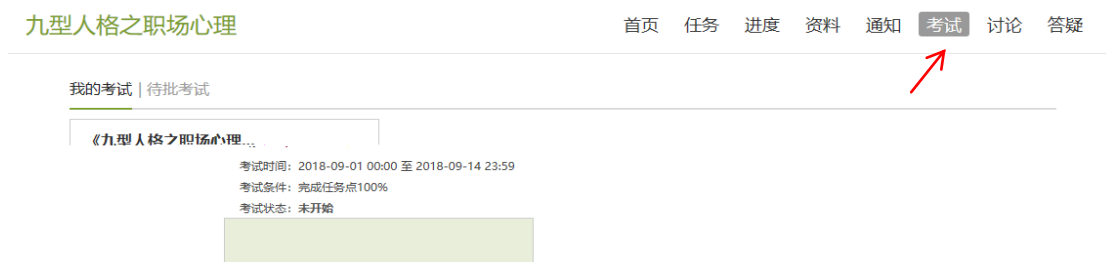 九型人格之职场心理
首页 任务 进度 资料 通知 考试 讨论 答疑
我的考试 | 待批考试
《九型人格之职场心理...
考试时间：2018-09-01 00:00 至 2018-09-14 23:59
考试条件：完成任务点100%
考试状态：未开始